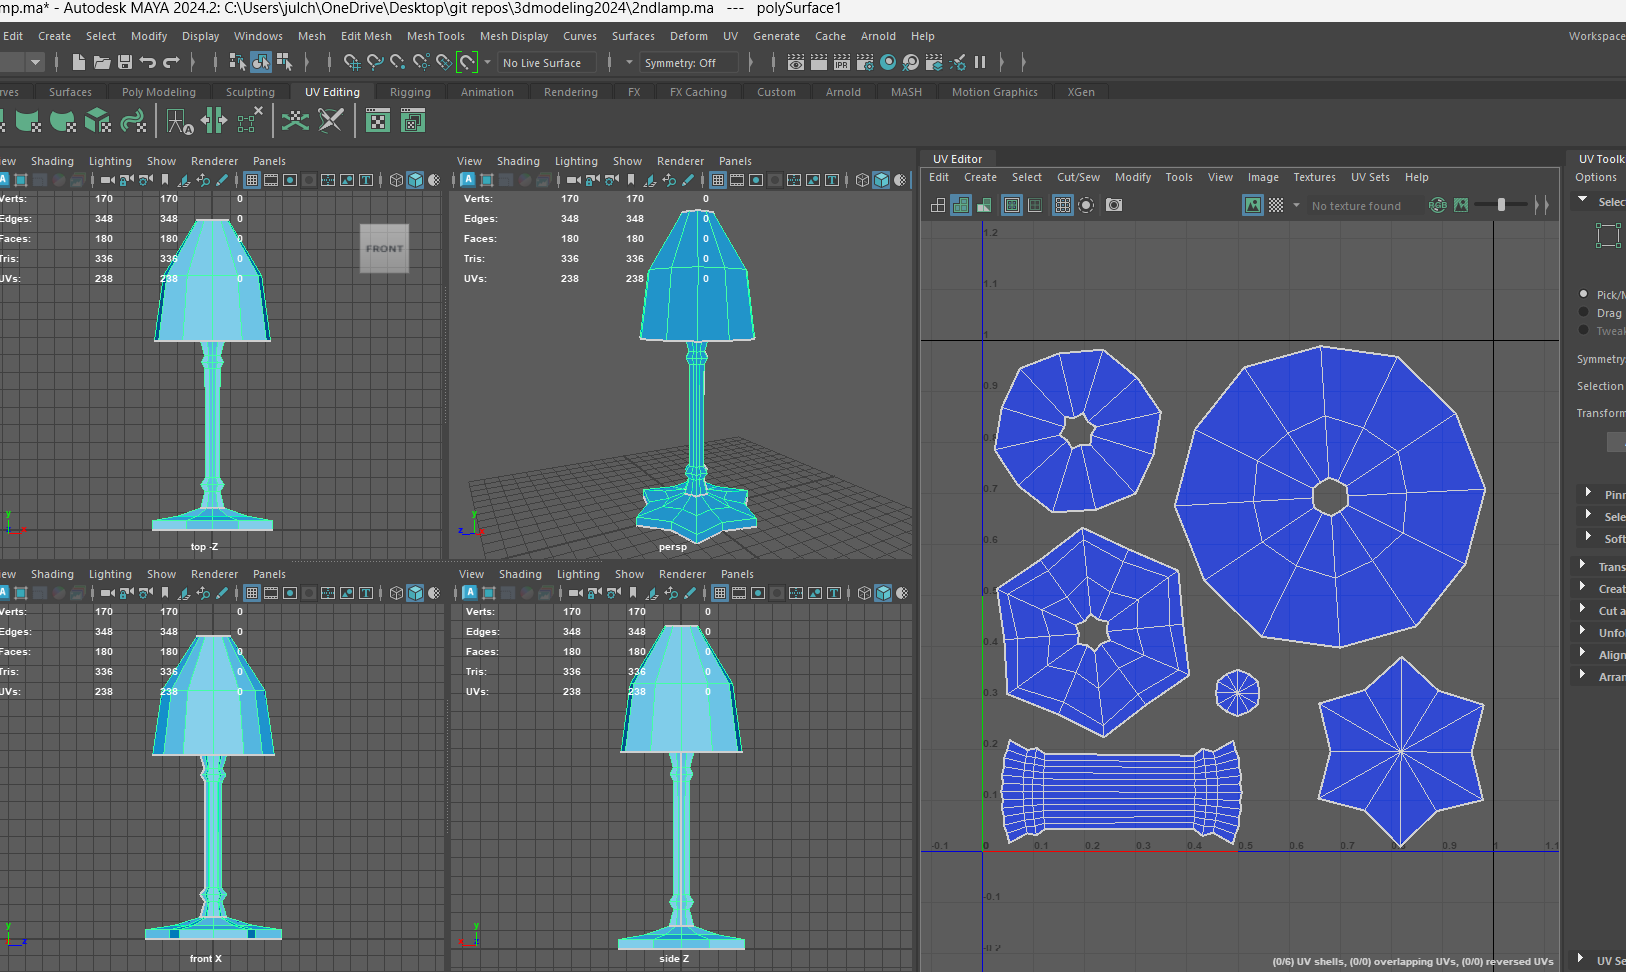 mp.ma* - Autodesk MAYA 2024.2: C:\Users\julch\OneDrive\Desktop\git repos\3dmodeling2024\2ndlamp.ma --- polySurface1
Edit Create Select Modify Display Windows Mesh Edit Mesh Mesh Tools Mesh Display Curves Surfaces Deform UV Generate Cache Arnold Help Workspace
No Live Surface Symmetry: Off
rves Surfaces Poly Modeling Sculpting UV Editing Rigging Animation Rendering FX FX Caching Custom Arnold MASH Motion Graphics XGen
iew Shading Lighting Show Renderer Panels
Verts: 170 170 0
Edges: 348 348 0
Faces: 180 180 0
Tris: 336 336 0
UVs: 238 238 0
FRONT
y
x
top -Z
View Shading Lighting Show Renderer Panels
Verts: 170 170 0
Edges: 348 348 0
Faces: 180 180 0
Tris: 336 336 0
UVs: 238 238 0
y
z x
persp
iew Shading Lighting Show Renderer Panels
Verts: 170 170 0
Edges: 348 348 0
Faces: 180 180 0
Tris: 336 336 0
UVs: 238 238 0
y
z
front X
View Shading Lighting Show Renderer Panels
Verts: 170 170 0
Edges: 348 348 0
Faces: 180 180 0
Tris: 336 336 0
UVs: 238 238 0
y
x
side Z
UV Editor
Edit Create Select Cut/Sew Modify Tools View Image Textures UV Sets Help
No texture found
1.2
1.1
1
0.9
0.8
0.7
0.6
0.5
0.4
0.3
0.2
0.1
-0.1 0 0.1 0.2 0.3 0.4 0.5 0.6 0.7 0.8 0.9 1 1.1
-0.1
-0.2
(0/6) UV shells, (0/0) overlapping UVs, (0/0) reversed UVs
UV Toolk
Options
Selec
Pick/M
Drag
Tweak
Symmetry
Selection
Transform
Pinn
Sele
Soft
Trans
Creat
Cut a
Unfo
Align
Arran
UV Se